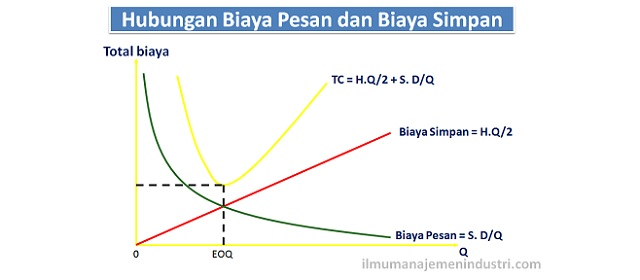 Hubungan Biaya Pesan dan Biaya Simpan
Total biaya
TC = H.Q/2 + S. D/Q
Biaya Simpan = H.Q/2
Biaya Pesan = S. D/Q
0
EOQ
Q
ilmumanajemenindustri.com